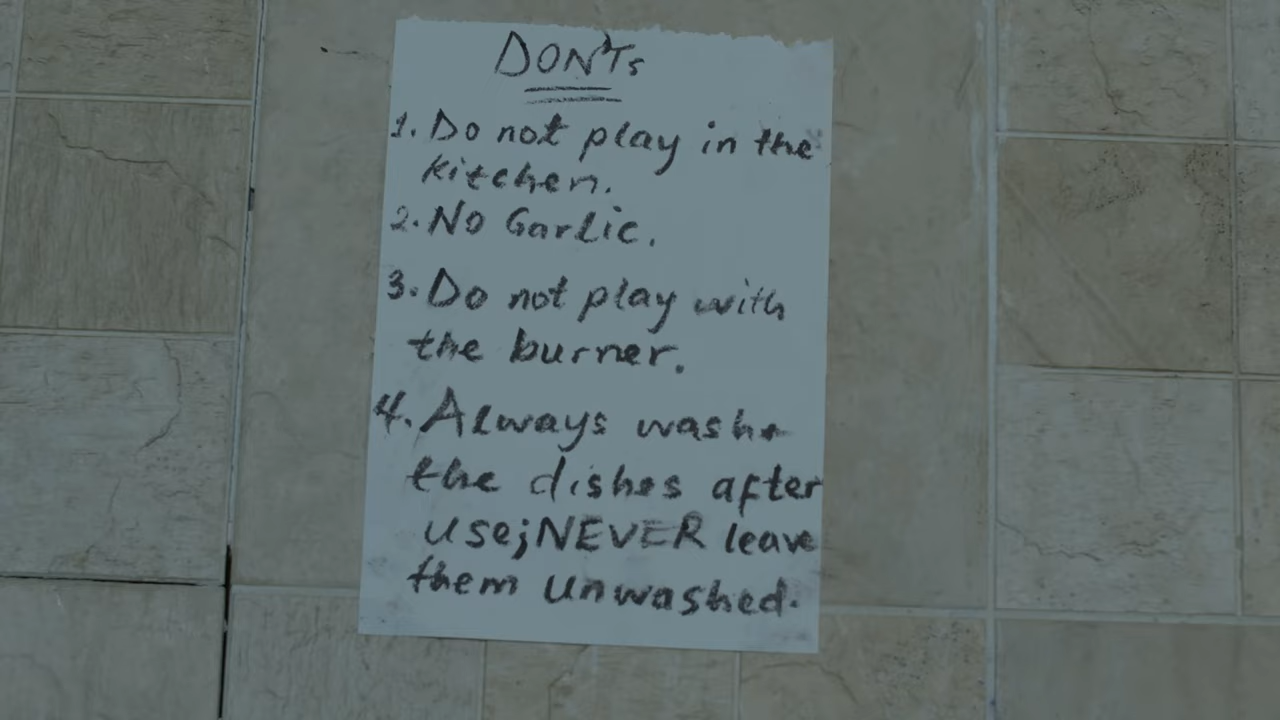 DON'Ts
1. Do not play in the
kitchen.
2. No Garlic.
3. Do not play with
the burner.
4. Always wash
the dishes after
use; NEVER leave
them unwashed.